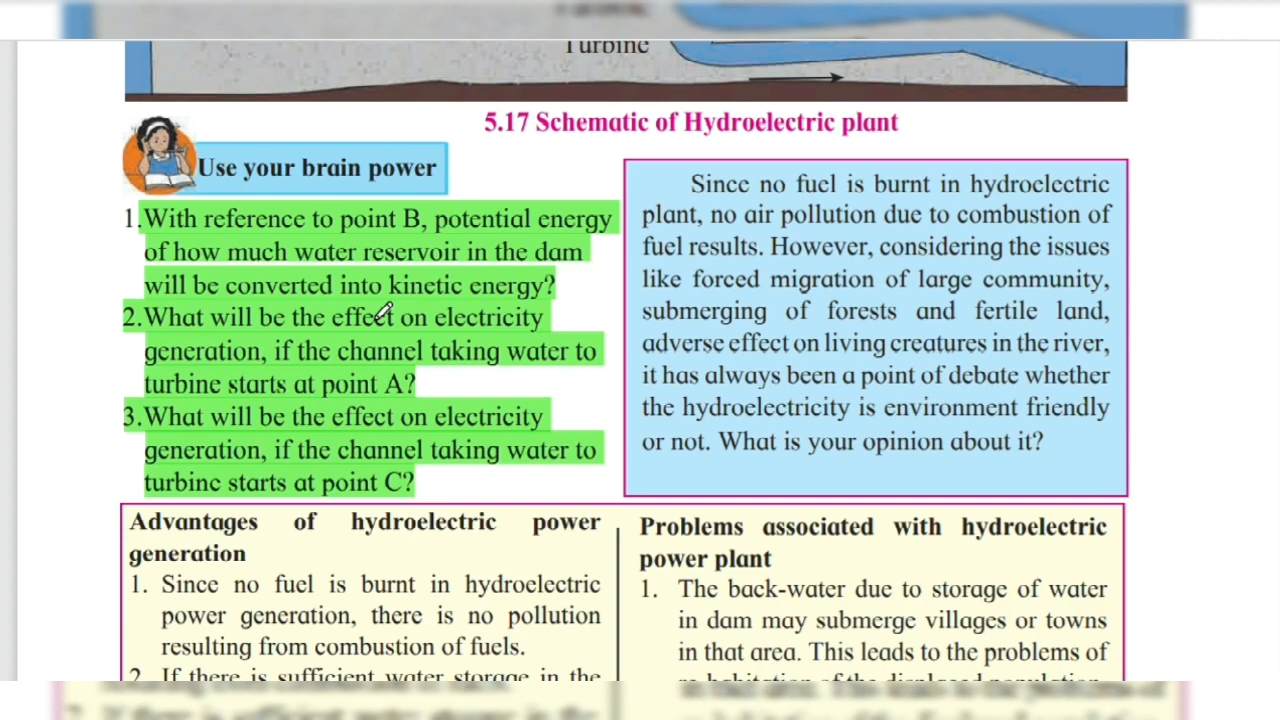 Turbine
5.17 Schematic of Hydroelectric plant
Use your brain power
1.With reference to point B, potential energy
of how much water reservoir in the dam
will be converted into kinetic energy?
2.What will be the effect on electricity
generation, if the channel taking water to
turbine starts at point A?
3.What will be the effect on electricity
generation, if the channel taking water to
turbine starts at point C?
Since no fuel is burnt in hydroelectric
plant, no air pollution due to combustion of
fuel results. However, considering the issues
like forced migration of large community,
submerging of forests and fertile land,
adverse effect on living creatures in the river,
it has always been a point of debate whether
the hydroelectricity is environment friendly
or not. What is your opinion about it?
Advantages of hydroelectric power
generation
1. Since no fuel is burnt in hydroelectric
power generation, there is no pollution
resulting from combustion of fuels.
2. If there is sufficient water storage in the
Problems associated with hydroelectric
power plant
1. The back-water due to storage of water
in dam may submerge villages or towns
in that area. This leads to the problems of